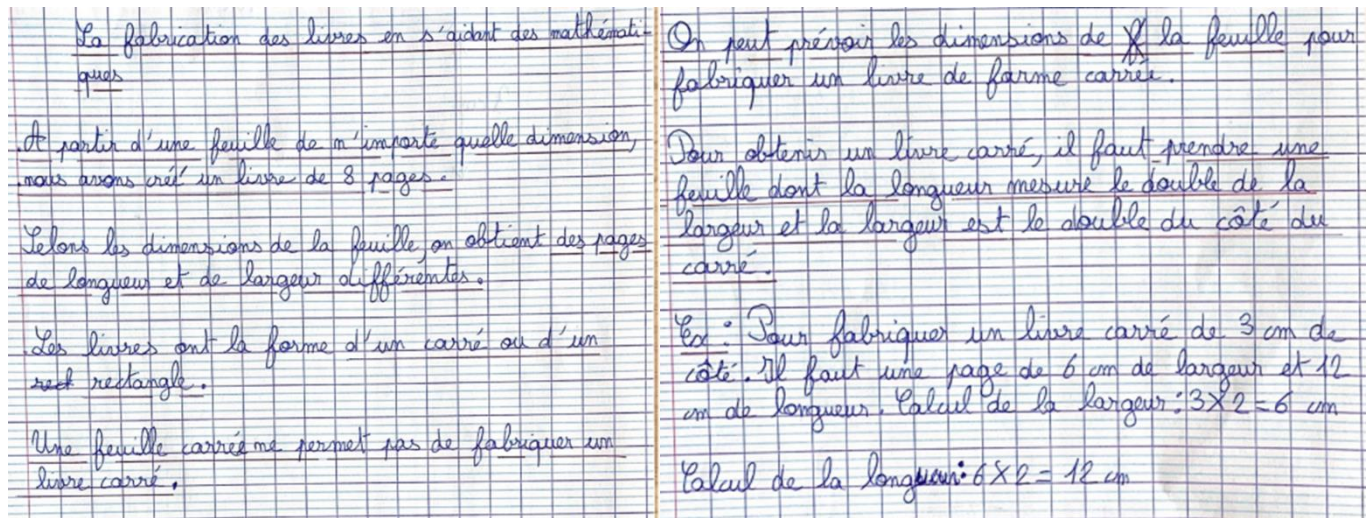 La fabrication des livres en s'aidant des mathémati-
ques
A partir d'une feuille de n'importe quelle dimension,
nous avons créé un livre de 8 pages.
Selons les dimensions de la feuille, on obtient des pages
de longueur et de largeur différentes.
Les livres ont la forme d'un carré ou d'un
rect rectangle.
Une feuille carrée ne permet pas de fabriquer un
livre carré.
On peut prévoir les dimensions de la feuille pour
fabriquer un livre de forme carrée.
Pour obtenir un livre carré, il faut prendre une
feuille dont la longueur mesure le double de la
largeur et la largeur est le double du côté du
carré.
Ex : Pour fabriquer un livre carré de 3 cm de
côté. Il faut une page de 6 cm de largeur et 12
cm de longueur. Calcul de la largeur : 3 X 2 = 6 cm
Calcul de la longueur : 6 X 2 = 12 cm